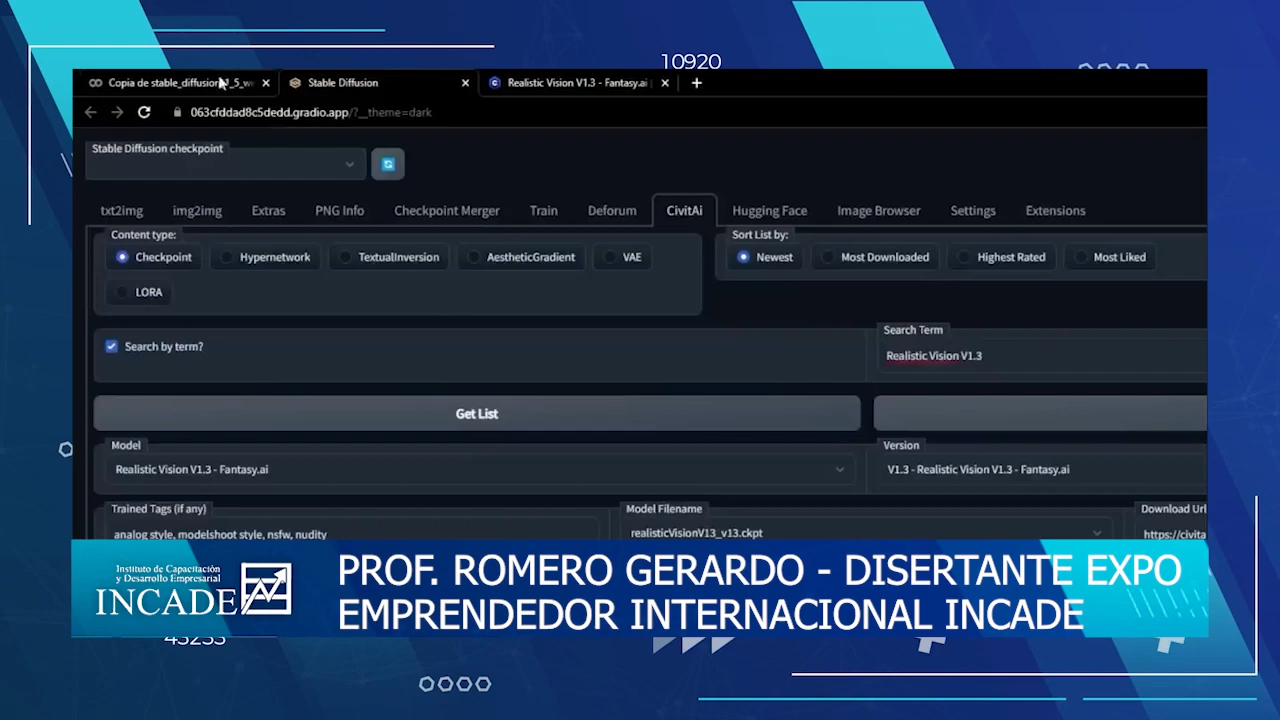 10920
Copia de stable_diffusion_1_5_we
Stable Diffusion
Realistic Vision V1.3 - Fantasy.ai
063cfddad8c5dedd.gradio.app/?__theme=dark
Stable Diffusion checkpoint
txt2img img2img Extras PNG Info Checkpoint Merger Train Deforum CivitAi Hugging Face Image Browser Settings Extensions
Content type:
Checkpoint Hypernetwork TextualInversion AestheticGradient VAE
LORA
Sort List by:
Newest Most Downloaded Highest Rated Most Liked
Search by term?
Search Term
Realistic Vision V1.3
Get List
Model
Realistic Vision V1.3 - Fantasy.ai
Version
V1.3 - Realistic Vision V1.3 - Fantasy.ai
Trained Tags (if any)
analog style, modelshoot style, nsfw, nudity
Model Filename
realisticVisionV13_v13.ckpt
Download Url
https://civita
Instituto de Capacitación
y Desarrollo Empresarial
INCADE
PROF. ROMERO GERARDO - DISERTANTE EXPO
EMPRENDEDOR INTERNACIONAL INCADE